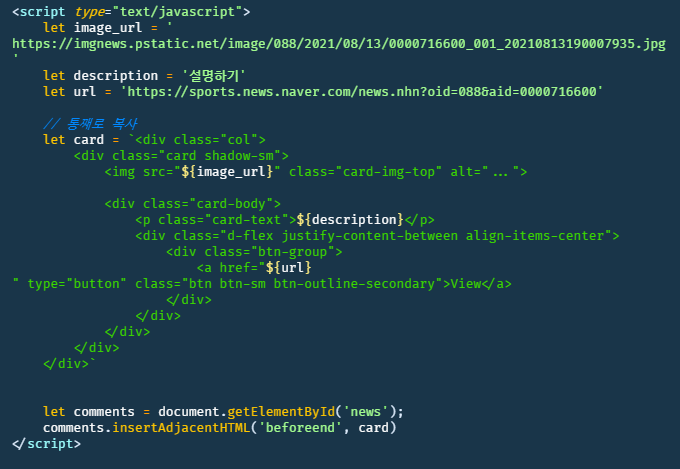 <script type="text/javascript">
    let image_url = '
https://imgnews.pstatic.net/image/088/2021/08/13/0000716600_001_20210813190007935.jpg
'
    let description = '설명하기'
    let url = 'https://sports.news.naver.com/news.nhn?oid=088&aid=0000716600'

    // 통째로 복사
    let card = `<div class="col">
        <div class="card shadow-sm">
            <img src="${image_url}" class="card-img-top" alt="...">

            <div class="card-body">
                <p class="card-text">${description}</p>
                <div class="d-flex justify-content-between align-items-center">
                    <div class="btn-group">
                        <a href="${url}
" type="button" class="btn btn-sm btn-outline-secondary">View</a>
                    </div>
                </div>
            </div>
        </div>
    </div>`


    let comments = document.getElementById('news');
    comments.insertAdjacentHTML('beforeend', card)
</script>